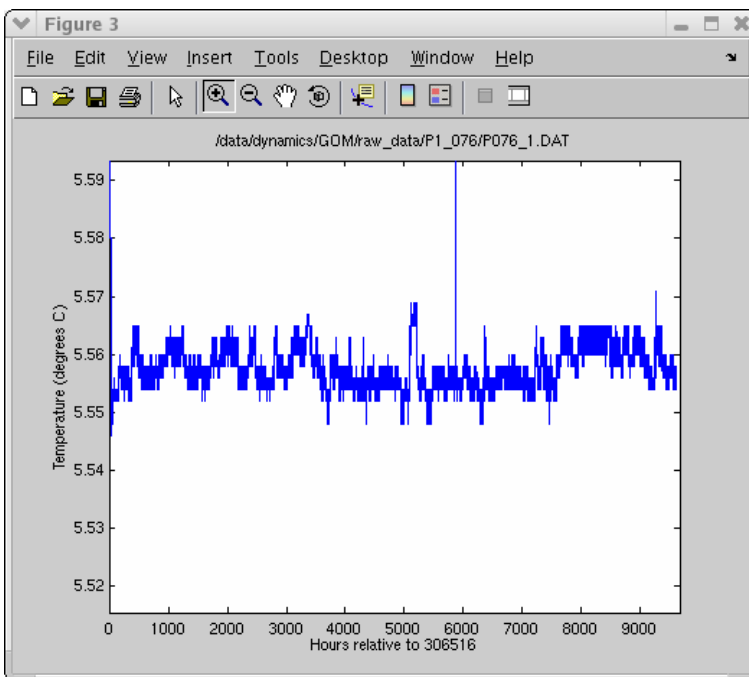 Figure 3
File Edit View Insert Tools Desktop Window Help
/data/dynamics/GOM/raw_data/P1_076/P076_1.DAT
5.59
5.58
5.57
5.56
5.55
5.54
5.53
5.52
Temperature (degrees C)
0 1000 2000 3000 4000 5000 6000 7000 8000 9000
Hours relative to 306516